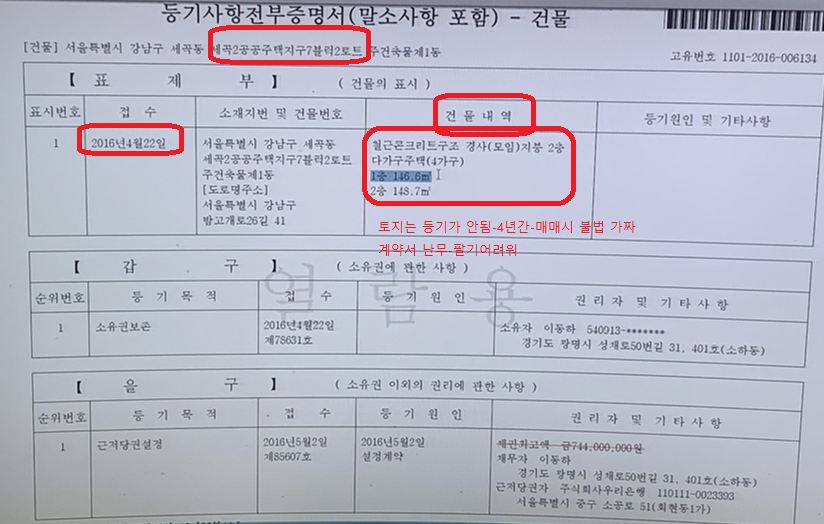 등기사항전부증명서(말소사항 포함) - 건물
[건물] 서울특별시 강남구 세곡동 세곡2공공주택지구7블럭2로트 주건축물제1동
고유번호 1101-2016-006134
【 표 제 부 】 ( 건물의 표시 )
표시번호 접 수 소재지번 및 건물번호 건 물 내 역 등기원인 및 기타사항
1 2016년4월22일 서울특별시 강남구 세곡동 철근콘크리트구조 경사(모임)지붕 2층
세곡2공공주택지구7블럭2로트 다가구주택(4가구)
주건축물제1동 1층 146.6㎡
[도로명주소] 2층 148.7㎡
서울특별시 강남구
밤고개로26길 41
토지는 등기가 안됨-4년간-매매시 불법 가짜
계약서 난무-팔기어려워
【 갑 구 】 ( 소유권에 관한 사항 )
순위번호 등 기 목 적 접 수 등 기 원 인 권리자 및 기타사항
1 소유권보존 2016년4월22일 소유자 이동하 540913-*******
제78631호 경기도 광명시 성채로50번길 31, 401호(소하동)
열 람 용
【 을 구 】 ( 소유권 이외의 권리에 관한 사항 )
순위번호 등 기 목 적 접 수 등 기 원 인 권리자 및 기타사항
1 근저당권설정 2016년5월2일 2016년5월2일 채권최고액 금744,000,000원
제85607호 설정계약 채무자 이동하
경기도 광명시 성채로50번길 31, 401호(소하동)
근저당권자 주식회사우리은행 110111-0023393
서울특별시 중구 소공로 51(회현동1가)